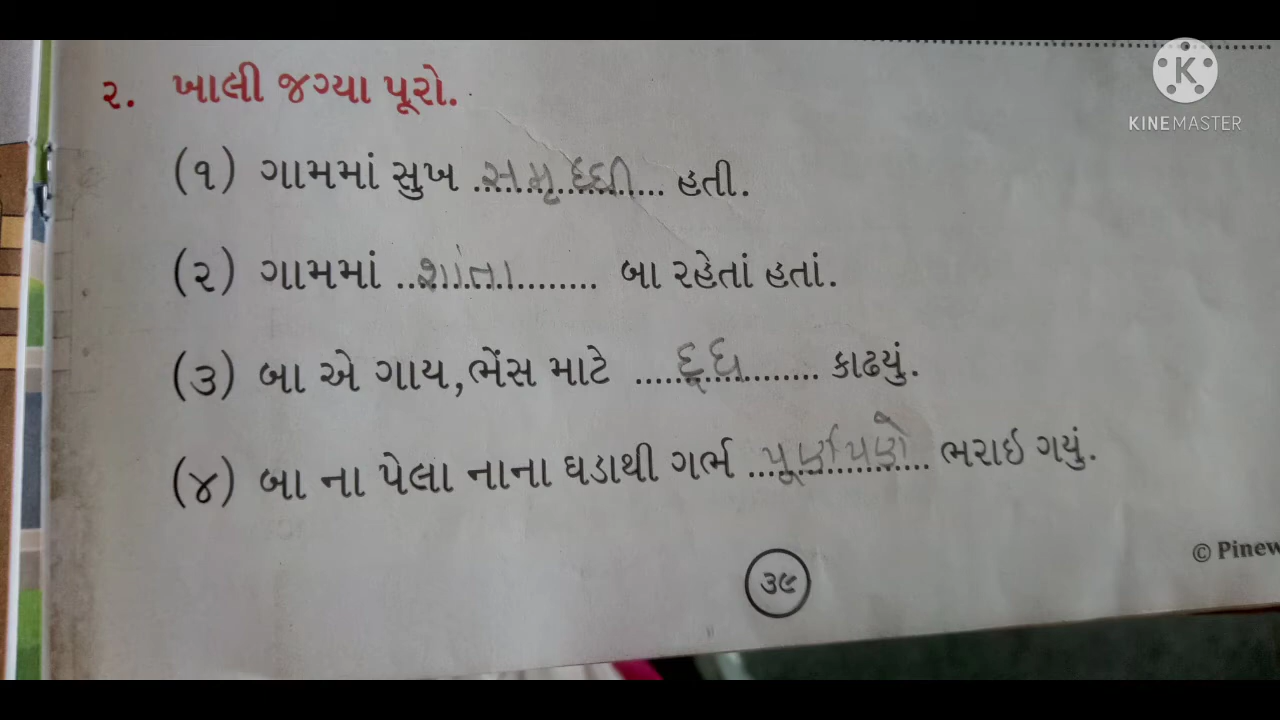 ૨. ખાલી જગ્યા પૂરો.
(૧) ગામમાં સુખ સમૃધ્ધી હતી.
(૨) ગામમાં શાંતા બા રહેતાં હતાં.
(૩) બા એ ગાય,ભેંસ માટે દૂધ કાઢયું.
(૪) બા ના પેલા નાના ઘડાથી ગર્ભ પૂર્ણપણે ભરાઇ ગયું.
© Pinew
૩૯
KINEMASTER